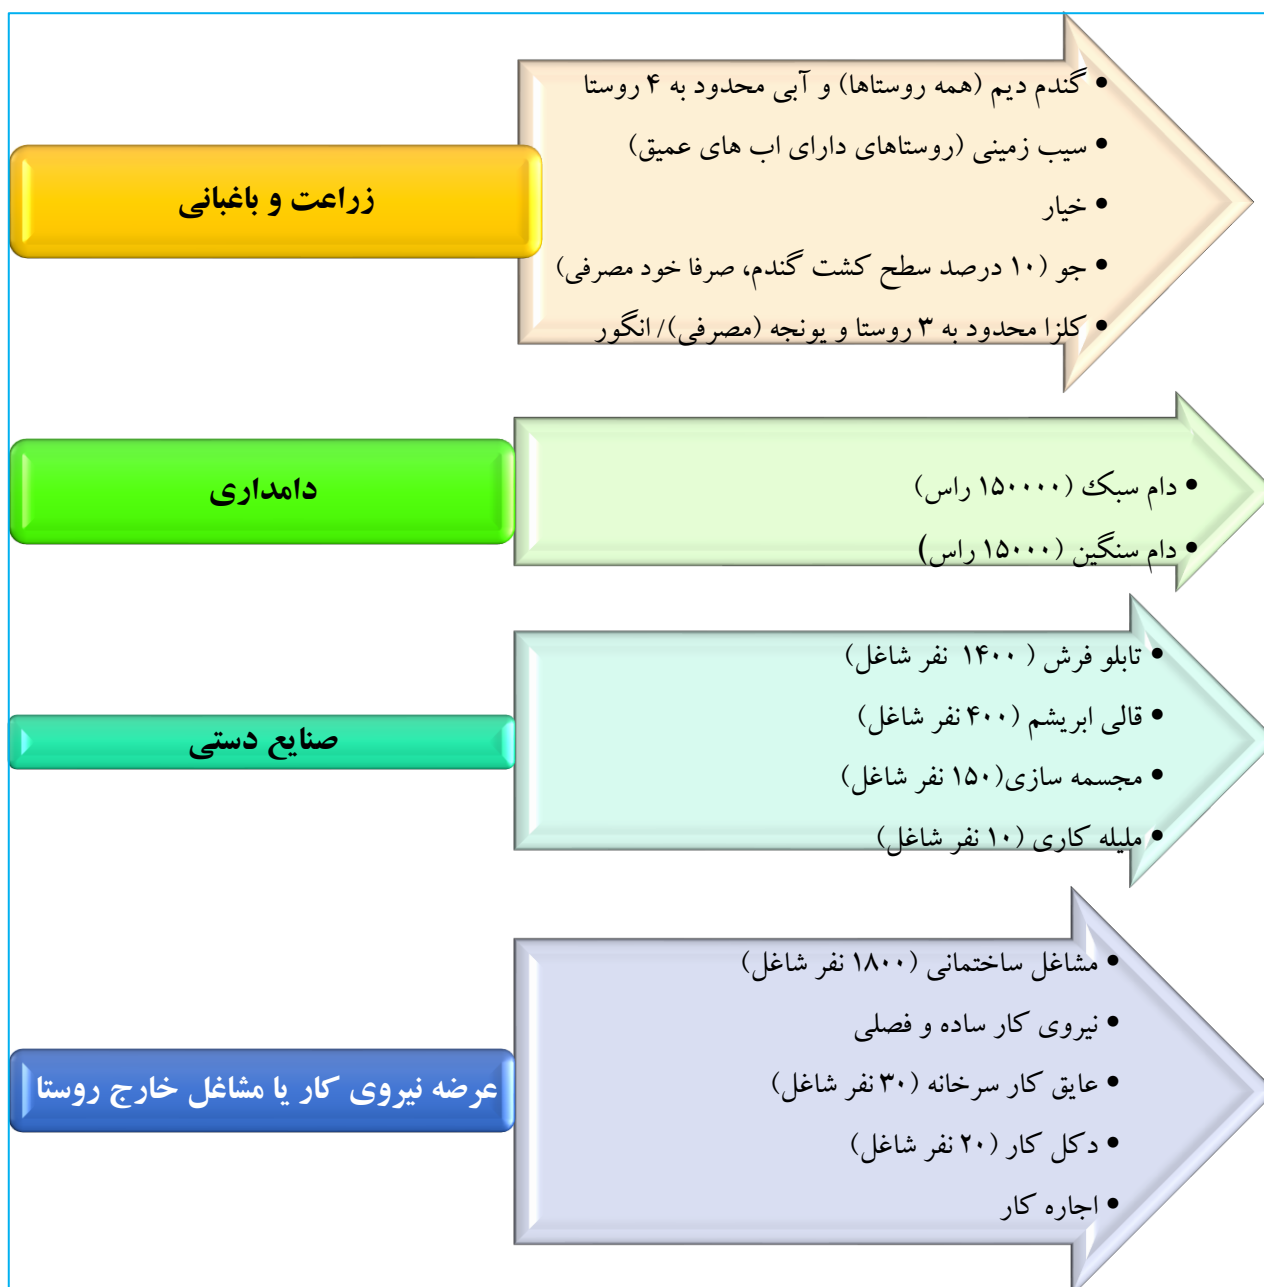 زراعت و باغبانی
• گندم دیم (همه روستاها) و آبی محدود به ۴ روستا
• سیب زمینی (روستاهای دارای اب های عمیق)
• خیار
• جو (۱۰ درصد سطح کشت گندم، صرفا خود مصرفی)
• کلزا محدود به ۳ روستا و یونجه (مصرفی)/ انگور
دامداری
• دام سبک (۱۵۰۰۰۰ راس)
• دام سنگین (۱۵۰۰۰ راس)
صنایع دستی
• تابلو فرش ( ۱۴۰۰ نفر شاغل)
• قالی ابریشم (۴۰۰ نفر شاغل)
• مجسمه سازی(۱۵۰ نفر شاغل)
• ملیله کاری (۱۰ نفر شاغل)
عرضه نیروی کار یا مشاغل خارج روستا
• مشاغل ساختمانی (۱۸۰۰ نفر شاغل)
• نیروی کار ساده و فصلی
• عایق کار سرخانه (۳۰ نفر شاغل)
• دکل کار (۲۰ نفر شاغل)
• اجاره کار